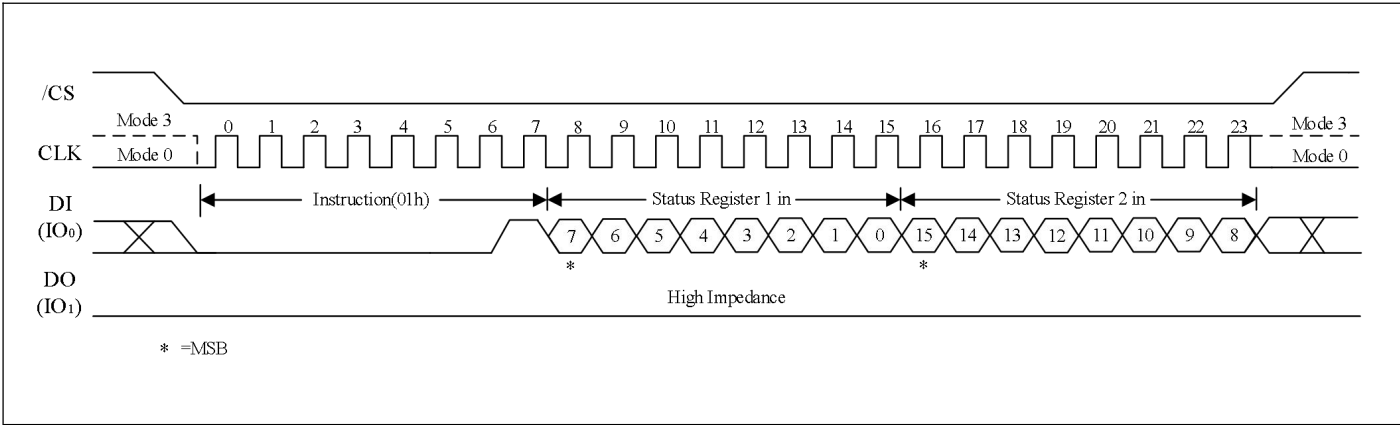 /CS
Mode 3
0 1 2 3 4 5 6 7 8 9 10 11 12 13 14 15 16 17 18 19 20 21 22 23
Mode 3
CLK
Mode 0
Mode 0
DI
(IO₀)
Instruction(01h)
Status Register 1 in
Status Register 2 in
7 6 5 4 3 2 1 0 15 14 13 12 11 10 9 8
* *
DO
(IO₁)
High Impedance
* =MSB